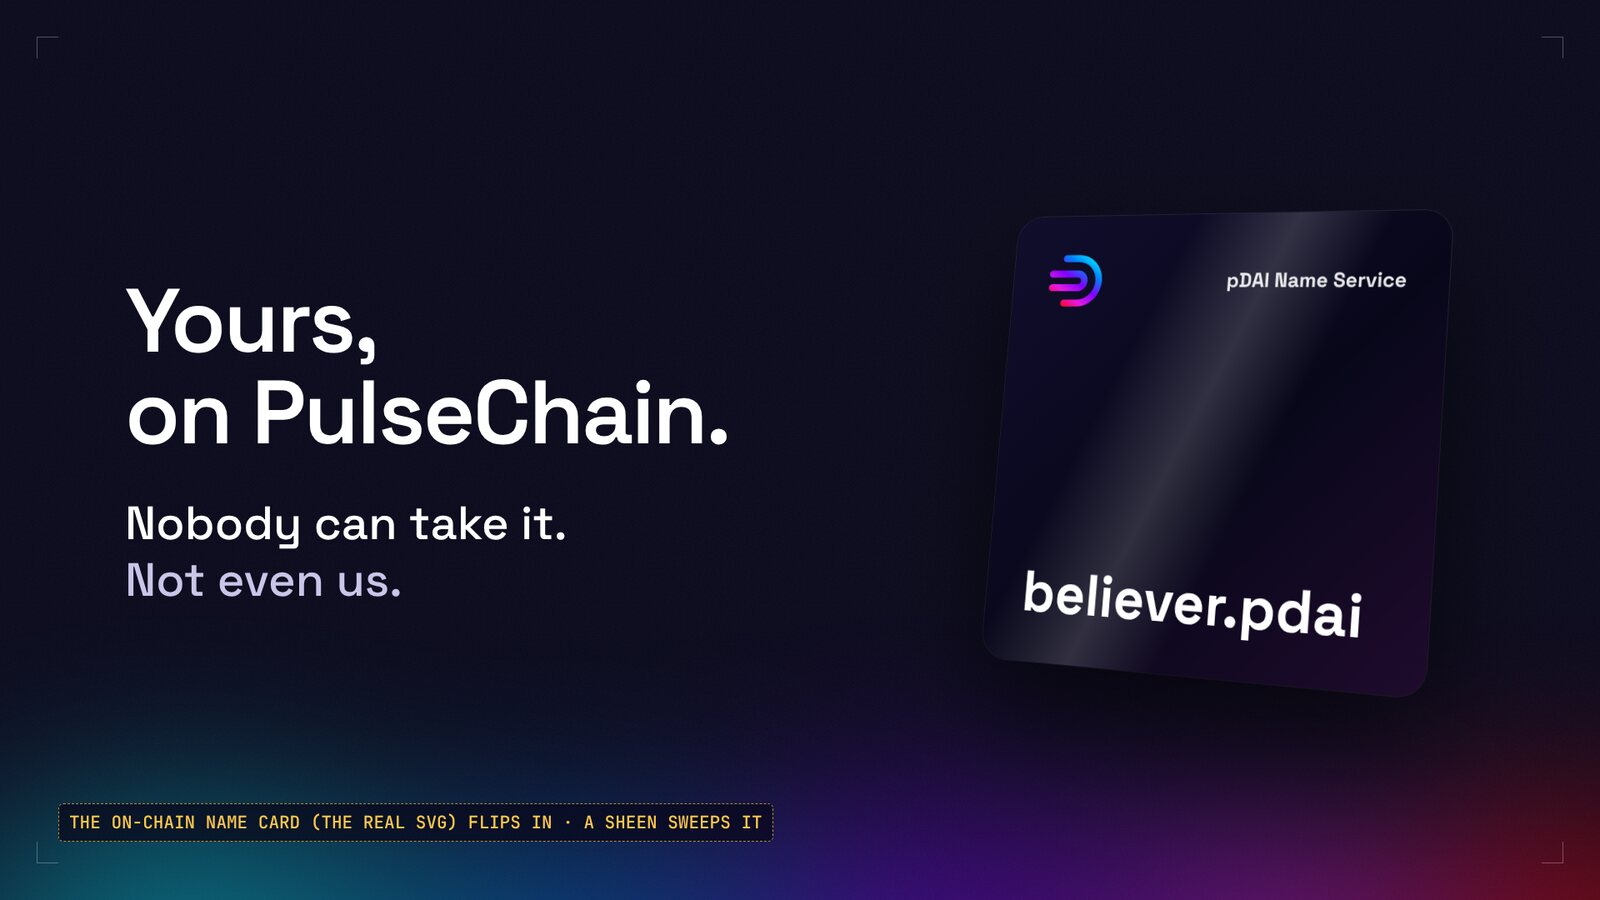 Yours,
on PulseChain.
Nobody can take it.
Not even us.
pDAI Name Service
believer.pdai
THE ON-CHAIN NAME CARD (THE REAL SVG) FLIPS IN · A SHEEN SWEEPS IT